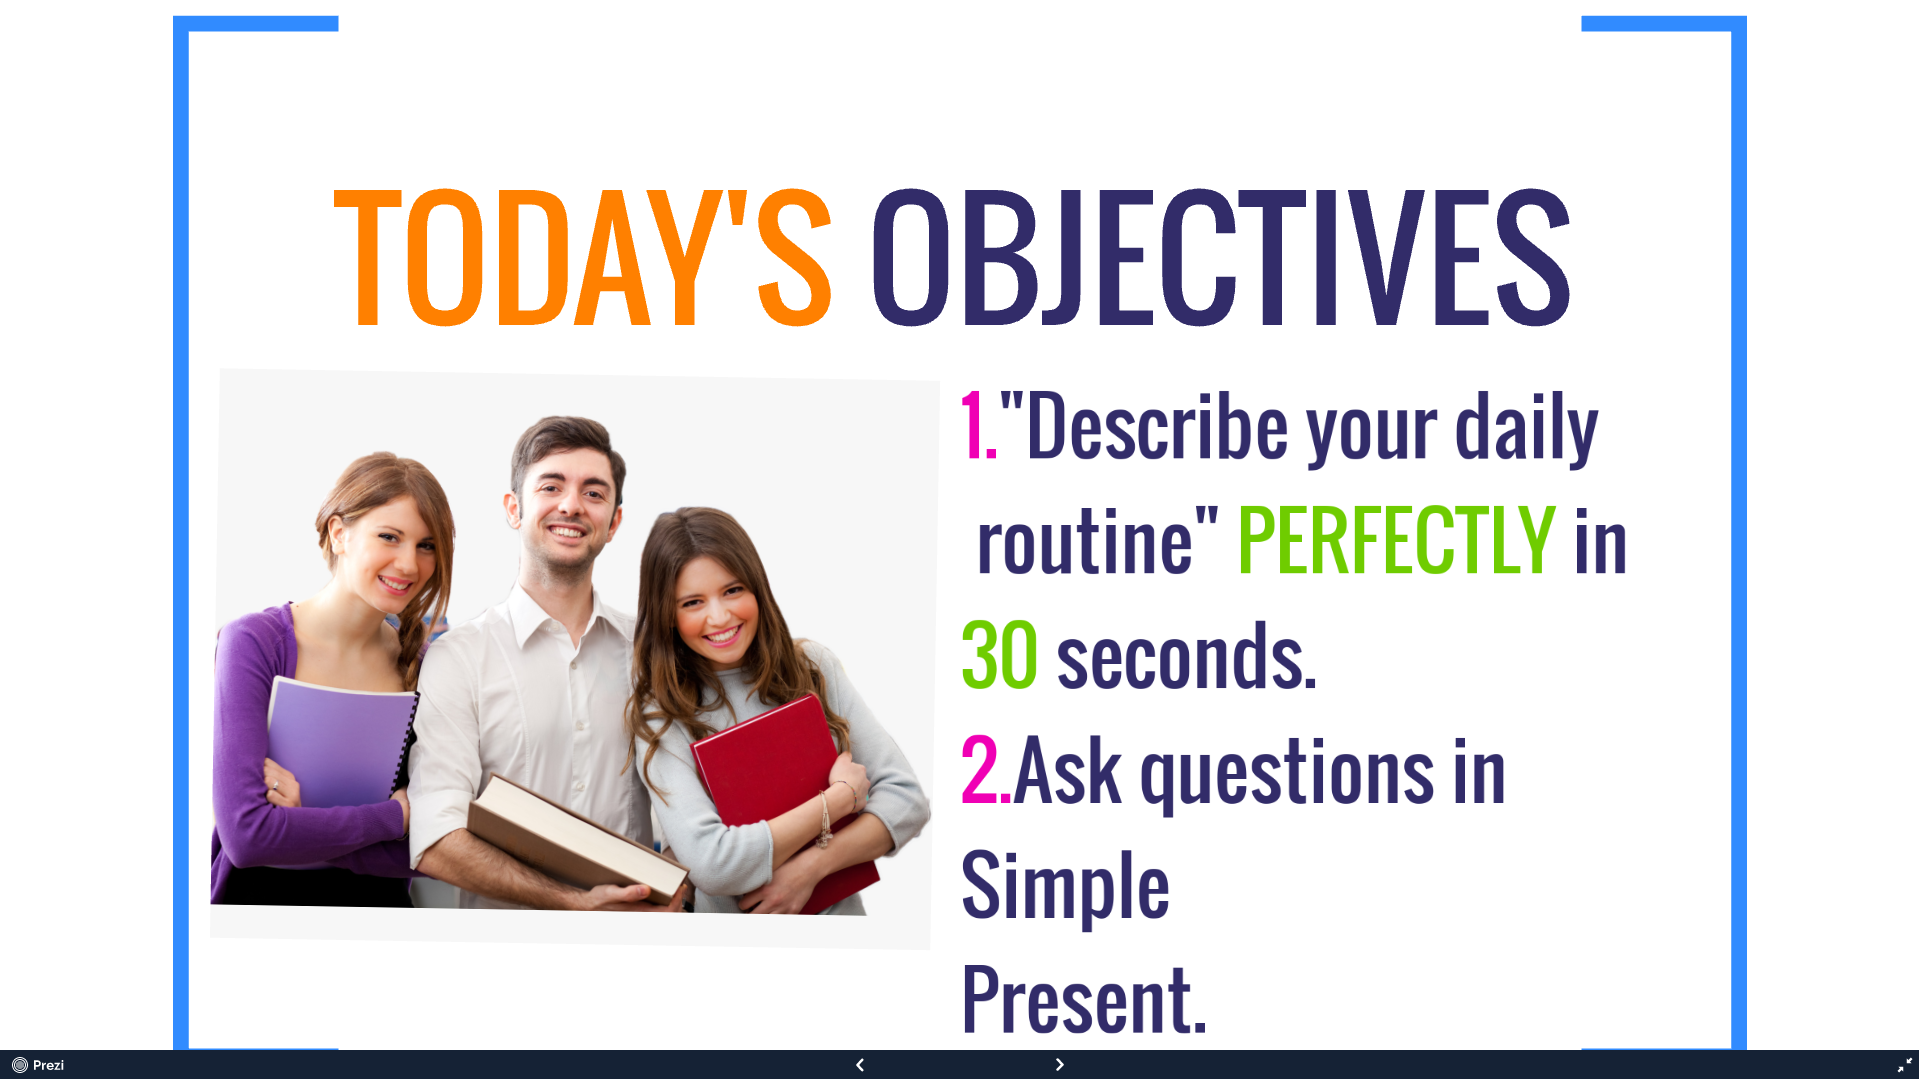 TODAY'S OBJECTIVES
1."Describe your daily
routine" PERFECTLY in
30 seconds.
2.Ask questions in
Simple
Present.
Prezi